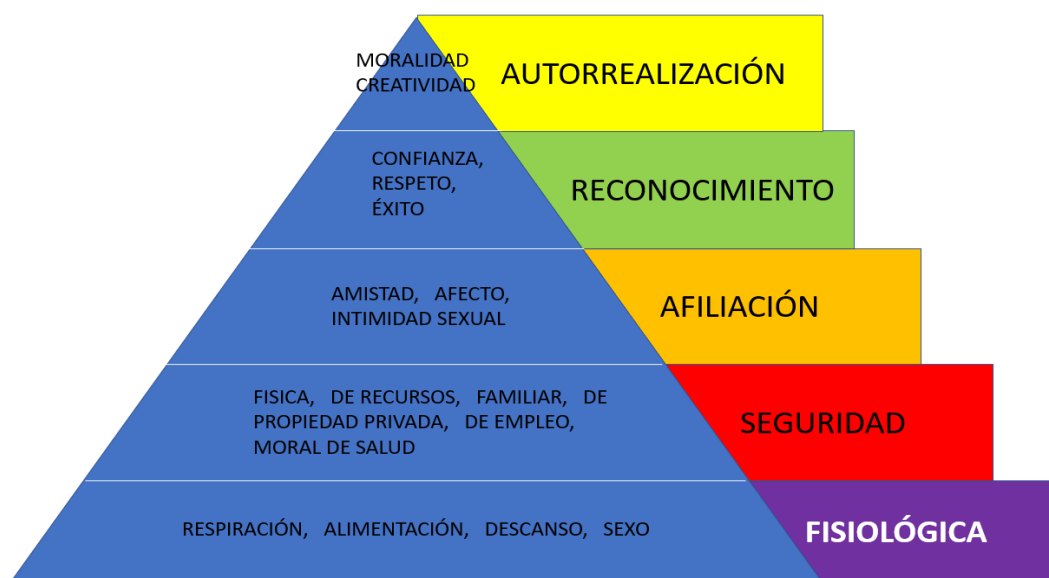 MORALIDAD
CREATIVIDAD
AUTORREALIZACIÓN
CONFIANZA,
RESPETO,
ÉXITO
RECONOCIMIENTO
AMISTAD, AFECTO,
INTIMIDAD SEXUAL
AFILIACIÓN
FISICA, DE RECURSOS, FAMILIAR, DE
PROPIEDAD PRIVADA, DE EMPLEO,
MORAL DE SALUD
SEGURIDAD
RESPIRACIÓN, ALIMENTACIÓN, DESCANSO, SEXO
FISIOLÓGICA